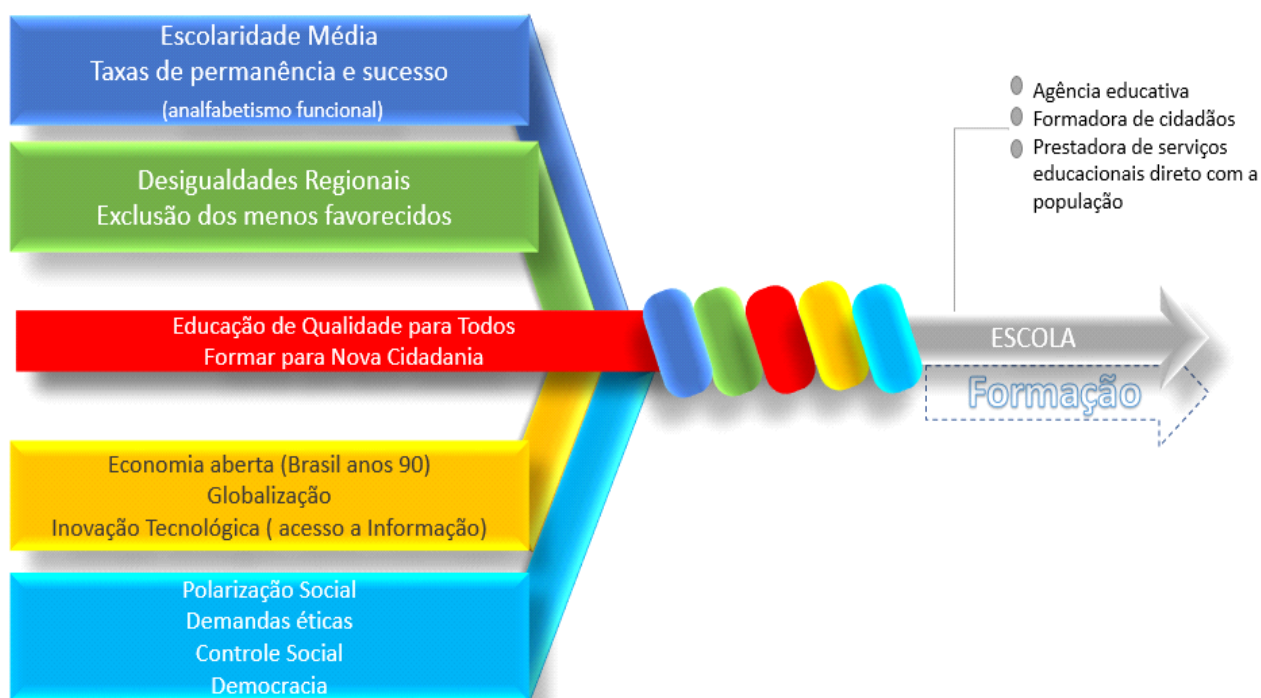 Escolaridade Média
Taxas de permanência e sucesso
(analfabetismo funcional)
Desigualdades Regionais
Exclusão dos menos favorecidos
Educação de Qualidade para Todos
Formar para Nova Cidadania
Economia aberta (Brasil anos 90)
Globalização
Inovação Tecnológica ( acesso a Informação)
Polarização Social
Demandas éticas
Controle Social
Democracia
Agência educativa
Formadora de cidadãos
Prestadora de serviços
educacionais direto com a
população
ESCOLA
Formação